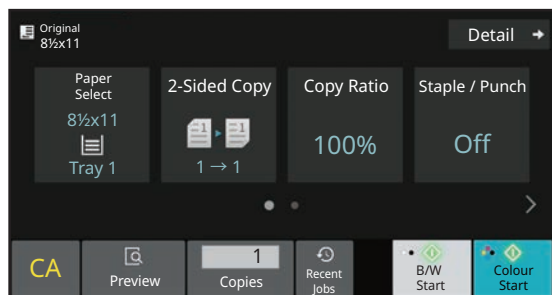 Original
8½x11
Detail
Paper
Select
8½x11
Tray 1
2-Sided Copy
1 → 1
Copy Ratio
100%
Staple / Punch
Off
CA
Preview
1
Copies
Recent
Jobs
B/W
Start
Colour
Start